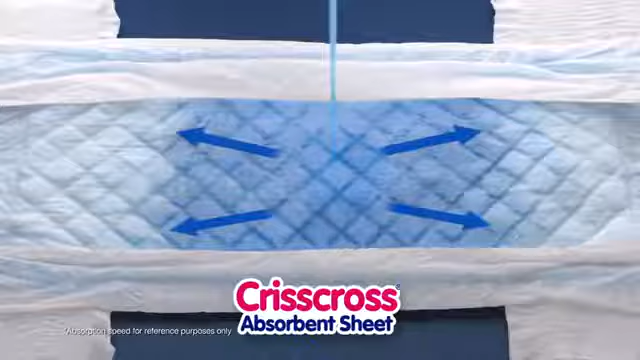 Crisscross®
Absorbent Sheet
*Absorption speed for reference purposes only